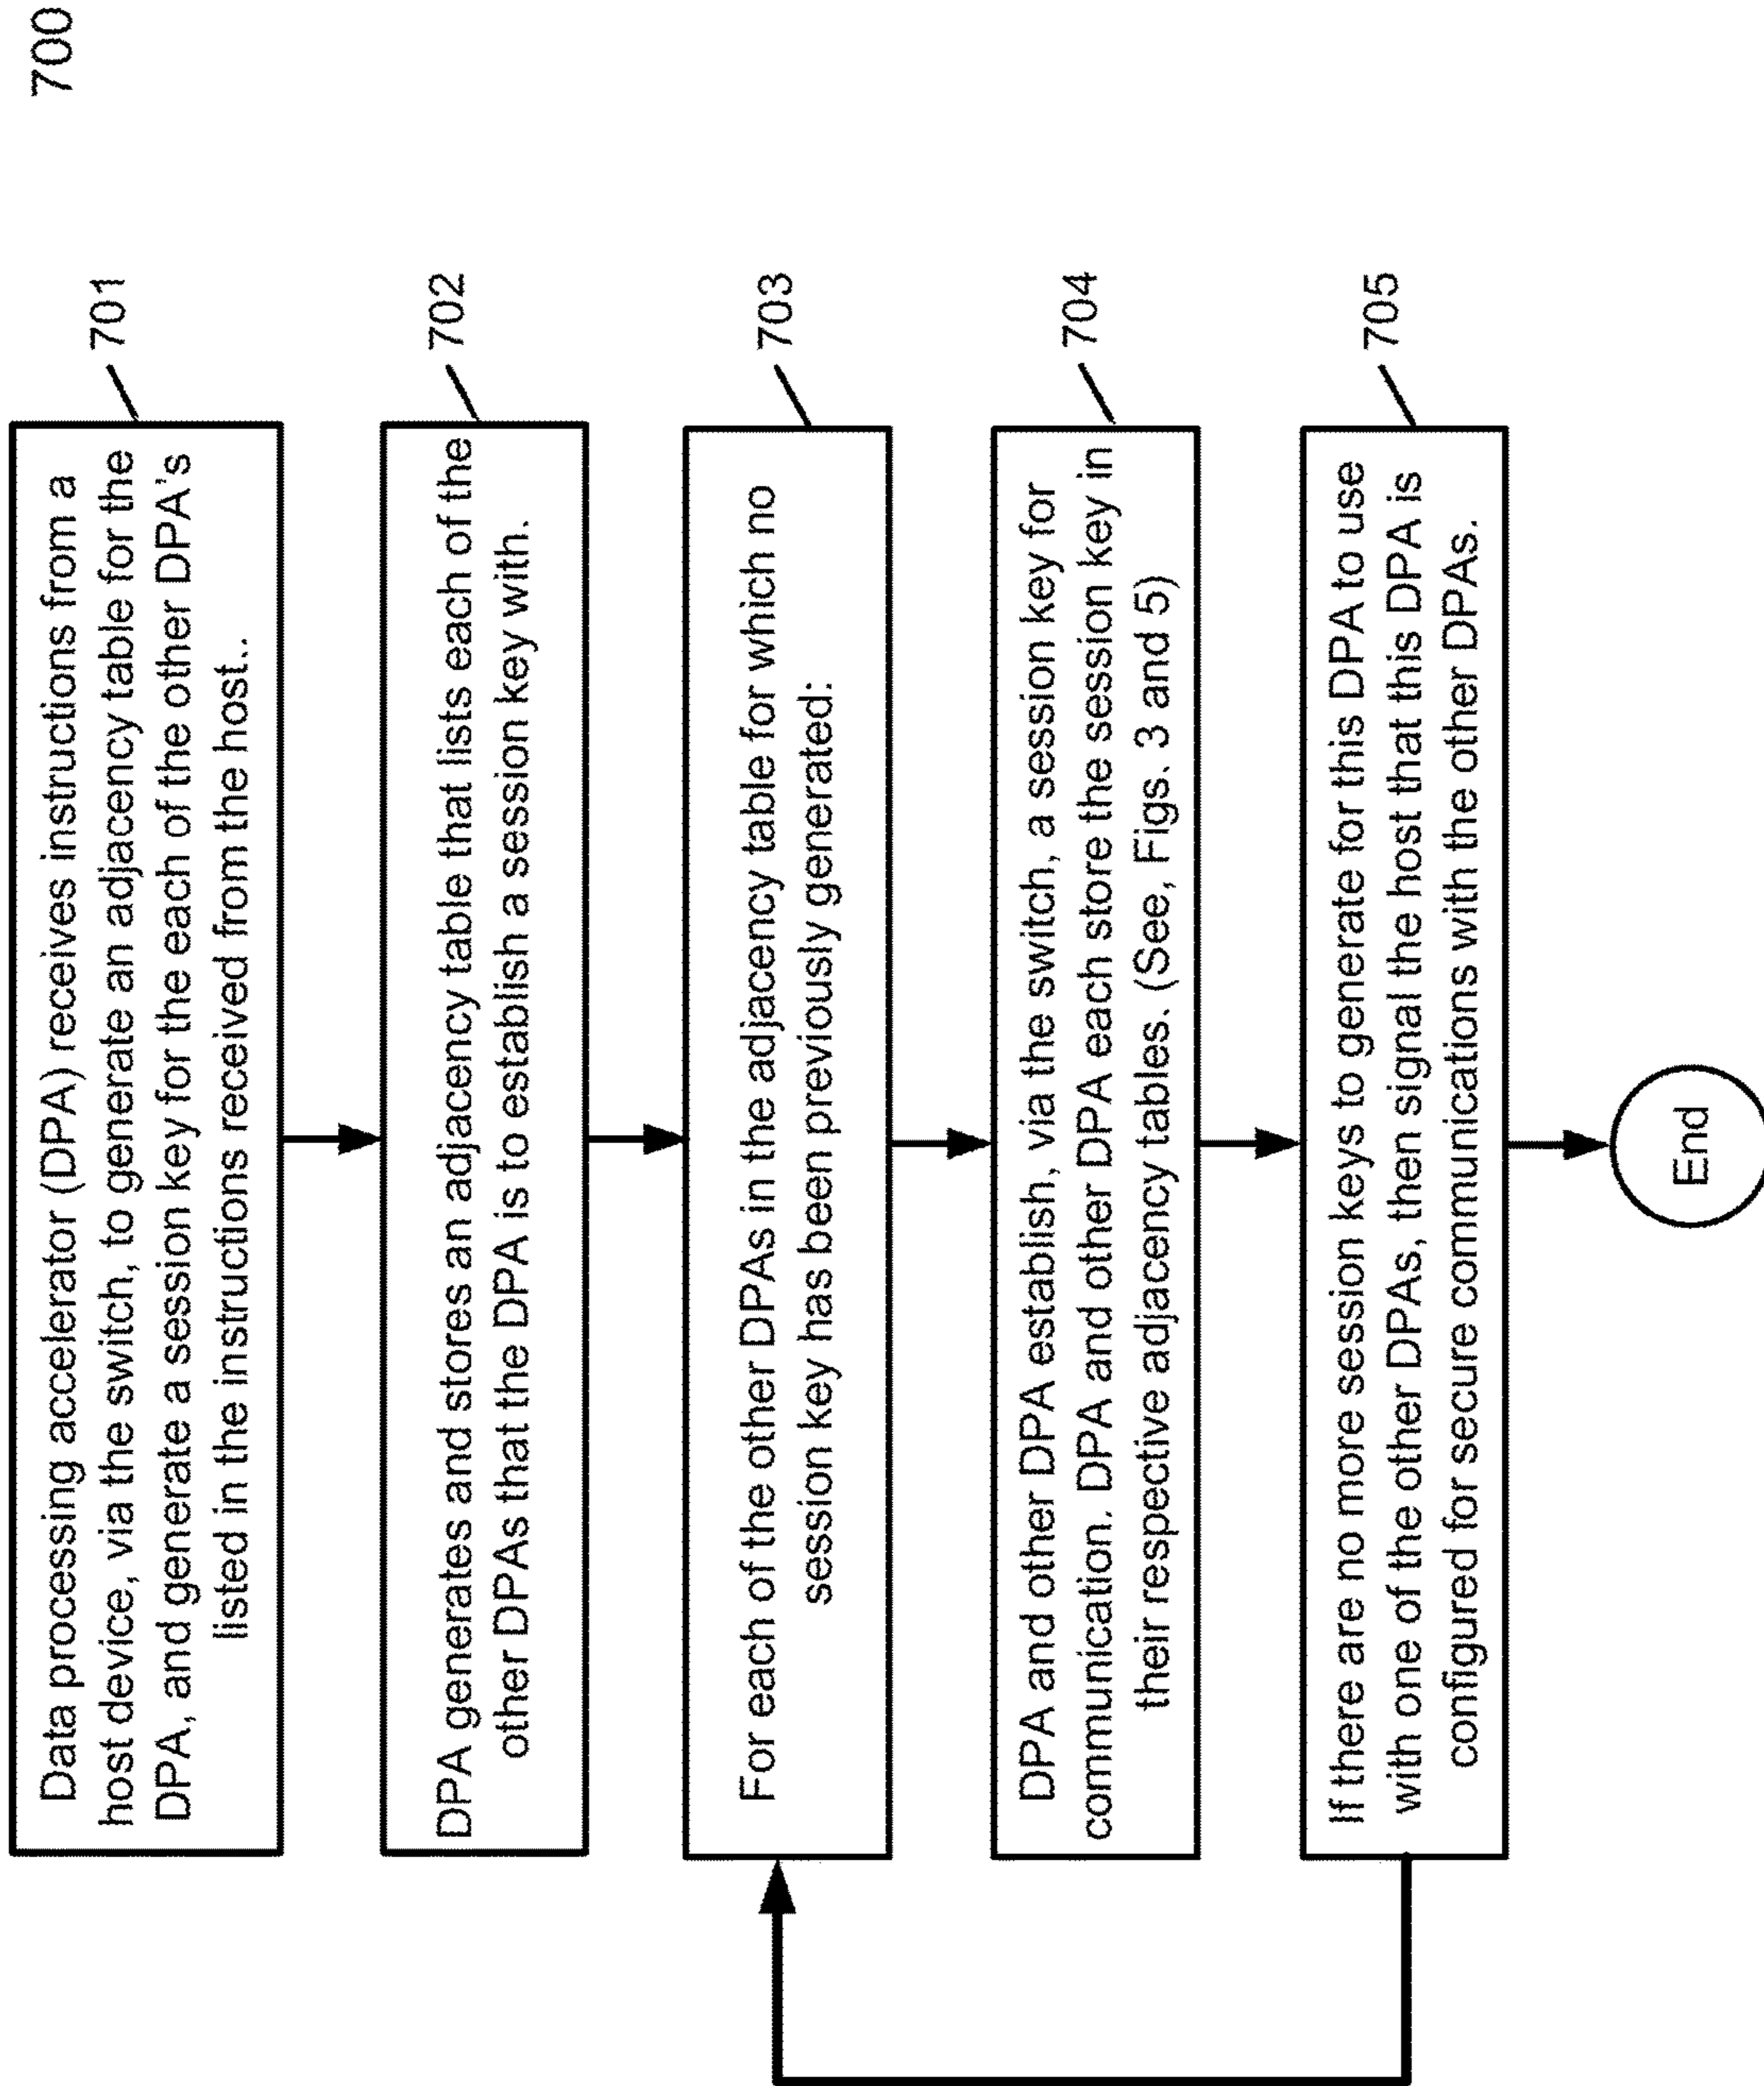 700
Data processing accelerator (DPA) receives instructions from a
host device, via the switch, to generate an adjacency table for the
DPA, and generate a session key for the each of the other DPA's
listed in the instructions received from the host..
701
DPA generates and stores an adjacency table that lists each of the
other DPAs that the DPA is to establish a session key with.
702
For each of the other DPAs in the adjacency table for which no
session key has been previously generated:
703
DPA and other DPA establish, via the switch, a session key for
communication. DPA and other DPA each store the session key in
their respective adjacency tables. (See, Figs. 3 and 5)
704
If there are no more session keys to generate for this DPA to use
with one of the other DPAs, then signal the host that this DPA is
configured for secure communications with the other DPAs.
705
End